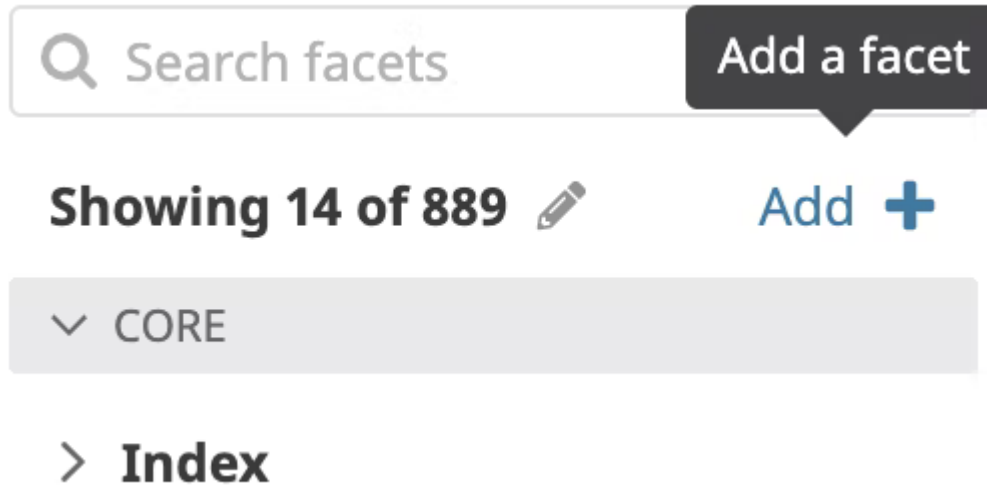 Search facets
Add a facet
Showing 14 of 889
Add
CORE
Index